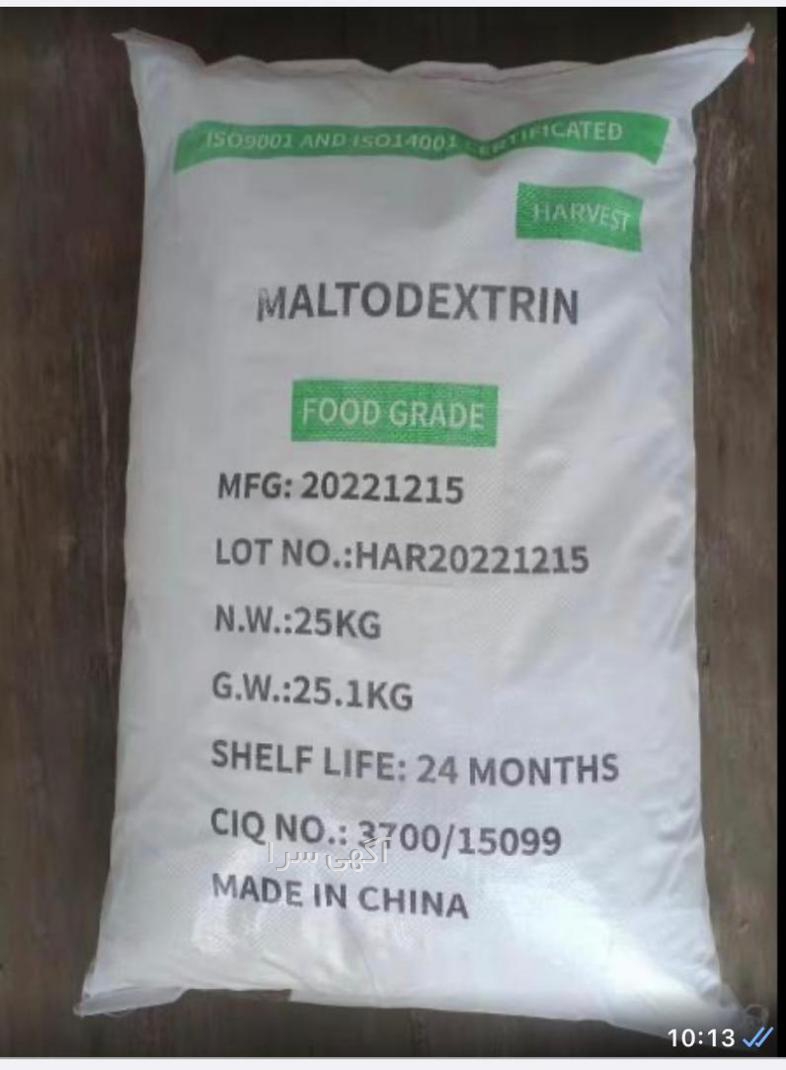 ISO9001 AND ISO14001 CERTIFICATED
HARVEST
MALTODEXTRIN
FOOD GRADE
MFG: 20221215
LOT NO.:HAR20221215
N.W.:25KG
G.W.:25.1KG
SHELF LIFE: 24 MONTHS
CIQ NO.: 3700/15099
آگهی سرا
MADE IN CHINA
10:13